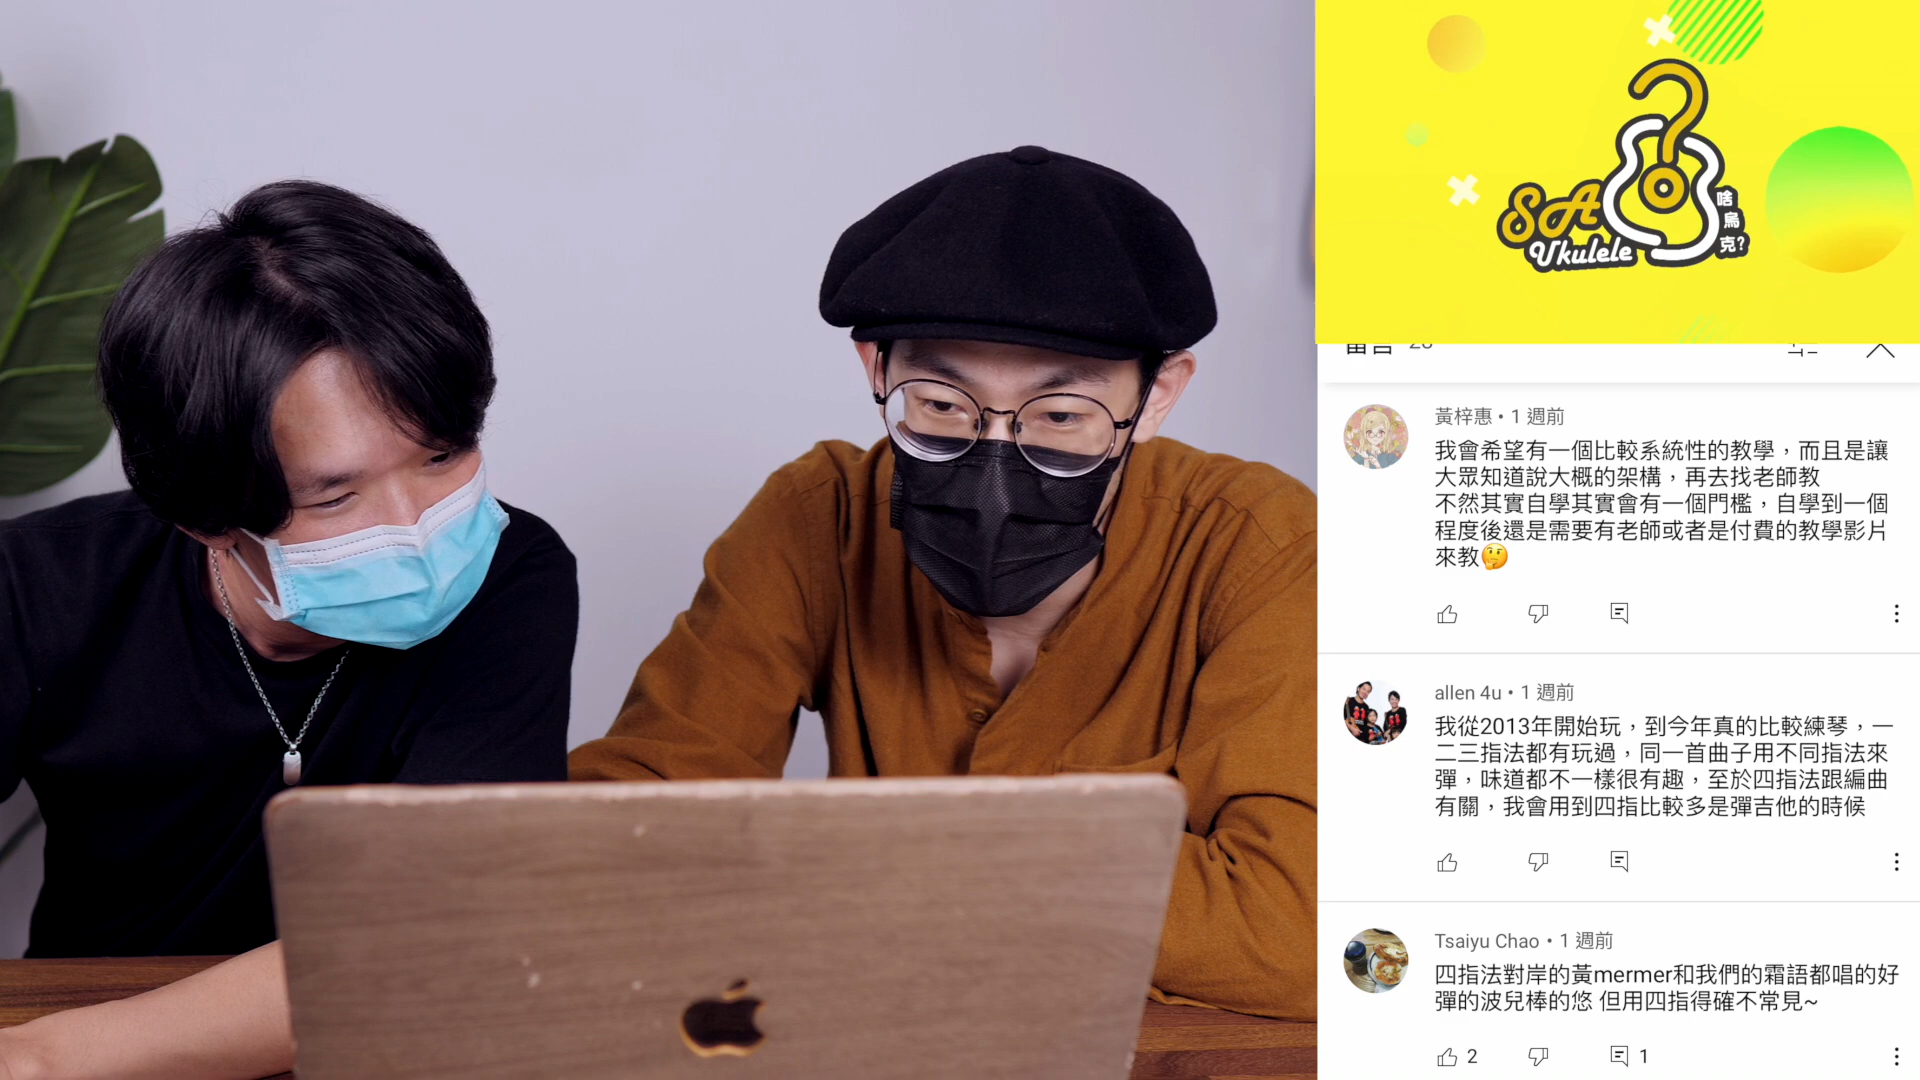 SA
Ukulele
啥
烏
克?
留言 23
黃梓惠 • 1 週前
我會希望有一個比較系統性的教學，而且是讓
大眾知道說大概的架構，再去找老師教
不然其實自學其實會有一個門檻，自學到一個
程度後還是需要有老師或者是付費的教學影片
來教🤔
allen 4u • 1 週前
我從2013年開始玩，到今年真的比較練琴，一
二三指法都有玩過，同一首曲子用不同指法來
彈，味道都不一樣很有趣，至於四指法跟編曲
有關，我會用到四指比較多是彈吉他的時候
Tsaiyu Chao • 1 週前
四指法對岸的黃mermer和我們的霜語都唱的好
彈的波兒棒的悠 但用四指得確不常見~
2
1